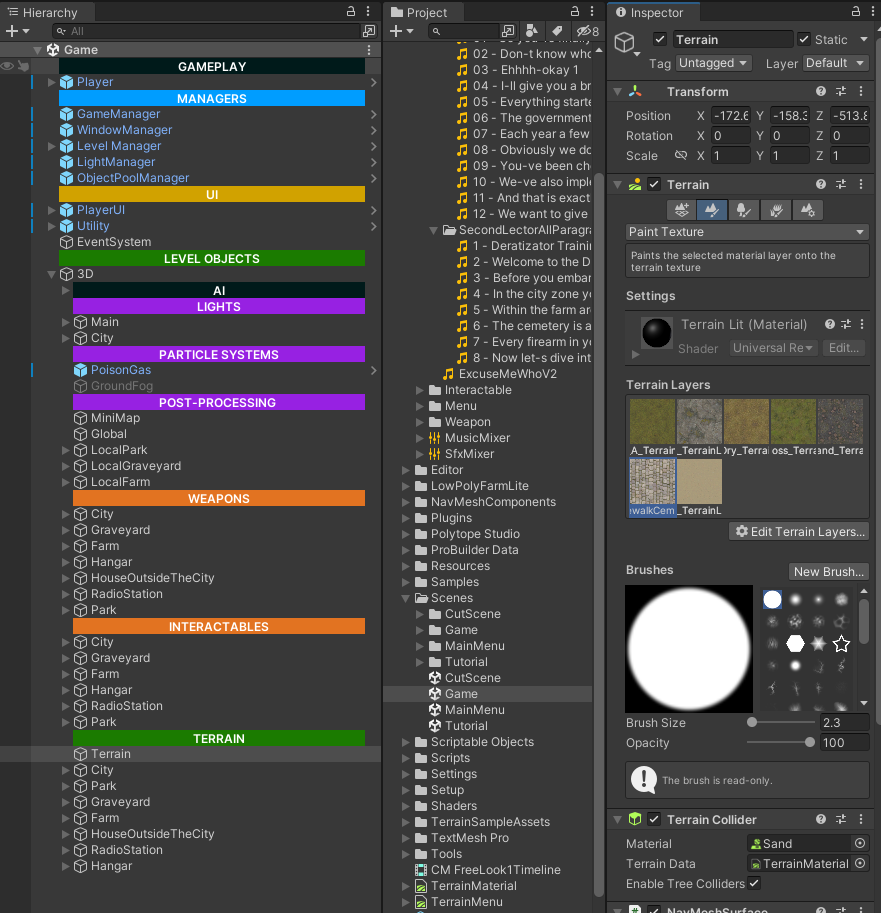 Hierarchy
All
Game
GAMEPLAY
Player
MANAGERS
GameManager
WindowManager
Level Manager
LightManager
ObjectPoolManager
UI
PlayerUI
Utility
EventSystem
LEVEL OBJECTS
3D
AI
LIGHTS
Main
City
PARTICLE SYSTEMS
PoisonGas
GroundFog
POST-PROCESSING
MiniMap
Global
LocalPark
LocalGraveyard
LocalFarm
WEAPONS
City
Graveyard
Farm
Hangar
HouseOutsideTheCity
RadioStation
Park
INTERACTABLES
City
Graveyard
Farm
Hangar
RadioStation
Park
TERRAIN
Terrain
City
Park
Graveyard
Farm
HouseOutsideTheCity
RadioStation
Hangar
Project
8
02 - Don-t know who
03 - Ehhhh-okay 1
04 - I-ll give you a br
05 - Everything starte
06 - The government
07 - Each year a few
08 - Obviously we do
09 - You-ve been ch
10 - We-ve also impl
11 - And that is exact
12 - We want to give
SecondLectorAllParagra
1 - Deratizator Trainin
2 - Welcome to the D
3 - Before you embar
4 - In the city zone yo
5 - Within the farm are
6 - The cemetery is a
7 - Every firearm in yo
8 - Now let-s dive int
ExcuseMeWhoV2
Interactable
Menu
Weapon
MusicMixer
SfxMixer
Editor
LowPolyFarmLite
NavMeshComponents
Plugins
Polytope Studio
ProBuilder Data
Resources
Samples
Scenes
CutScene
Game
MainMenu
Tutorial
CutScene
Game
MainMenu
Tutorial
Scriptable Objects
Scripts
Settings
Setup
Shaders
TerrainSampleAssets
TextMesh Pro
Tools
CM FreeLook1Timeline
TerrainMaterial
TerrainMenu
Inspector
Terrain Static
Tag Untagged Layer Default
Transform
Position X -172.6 Y -158.3 Z -513.8
Rotation X 0 Y 0 Z 0
Scale X 1 Y 1 Z 1
Terrain
Paint Texture
Paints the selected material layer onto the
terrain texture
Settings
Terrain Lit (Material)
Shader Universal Re Edit...
Terrain Layers
A_Terrain _TerrainL Dry_Terrai loss_Terra and_Terra
ewalkCem _TerrainL
Edit Terrain Layers...
Brushes New Brush...
Brush Size 2.3
Opacity 100
The brush is read-only.
Terrain Collider
Material Sand
Terrain Data TerrainMaterial
Enable Tree Colliders
NavMeshSurface